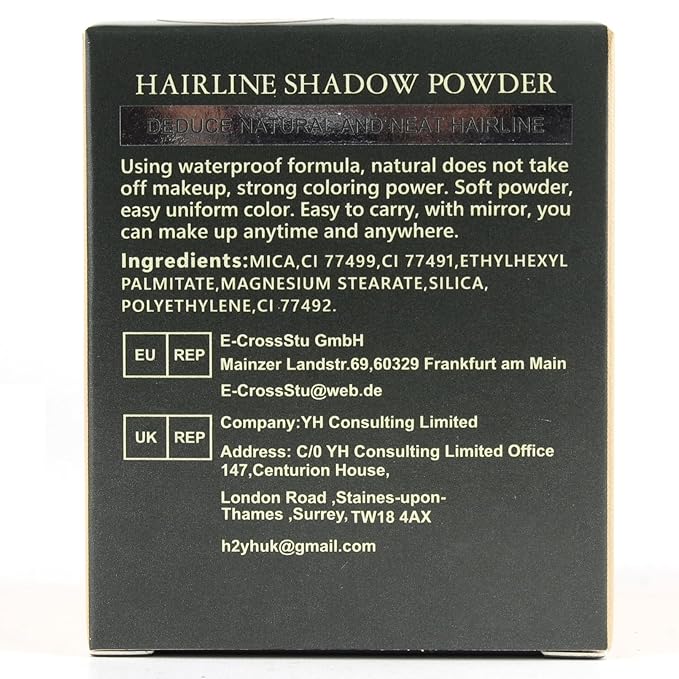 HAIRLINE SHADOW POWDER
DEDUCE NATURAL AND NEAT HAIRLINE
Using waterproof formula, natural does not take
off makeup, strong coloring power. Soft powder,
easy uniform color. Easy to carry, with mirror, you
can make up anytime and anywhere.
Ingredients:MICA,CI 77499,CI 77491,ETHYLHEXYL
PALMITATE,MAGNESIUM STEARATE,SILICA,
POLYETHYLENE,CI 77492.
EU REP
E-CrossStu GmbH
Mainzer Landstr.69,60329 Frankfurt am Main
E-CrossStu@web.de
UK REP
Company:YH Consulting Limited
Address: C/0 YH Consulting Limited Office
147,Centurion House,
London Road ,Staines-upon-
Thames ,Surrey, TW18 4AX
h2yhuk@gmail.com